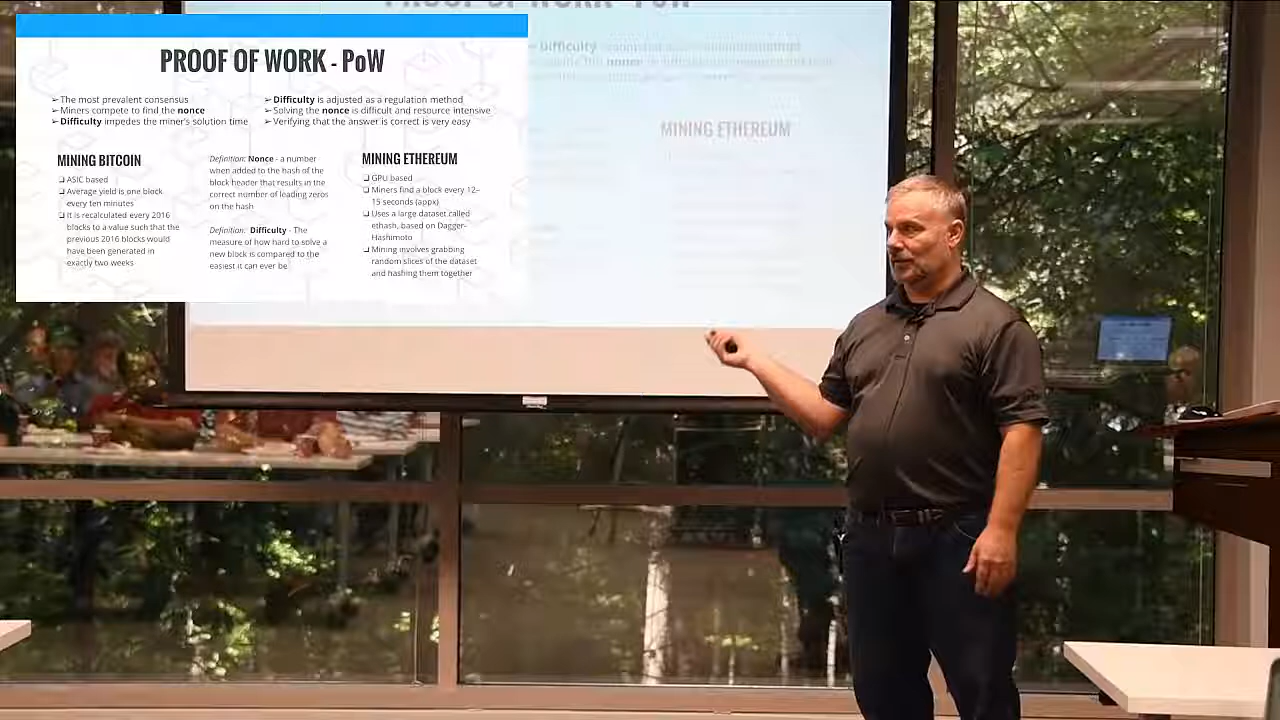 PROOF OF WORK - PoW
➢ The most prevalent consensus
➢ Miners compete to find the nonce
➢ Difficulty impedes the miner's solution time
➢ Difficulty is adjusted as a regulation method
➢ Solving the nonce is difficult and resource intensive
➢ Verifying that the answer is correct is very easy
MINING BITCOIN
❑ ASIC based
❑ Average yield is one block
every ten minutes
❑ It is recalculated every 2016
blocks to a value such that the
previous 2016 blocks would
have been generated in
exactly two weeks
Definition: Nonce - a number
when added to the hash of the
block header that results in the
correct number of leading zeros
on the hash
Definition: Difficulty - The
measure of how hard to solve a
new block is compared to the
easiest it can ever be
MINING ETHEREUM
❑ GPU based
❑ Miners find a block every 12–
15 seconds (appx)
❑ Uses a large dataset called
ethash, based on Dagger-
Hashimoto
❑ Mining involves grabbing
random slices of the dataset
and hashing them together
PROOF OF WORK - PoW
Difficulty
nonce
MINING ETHEREUM